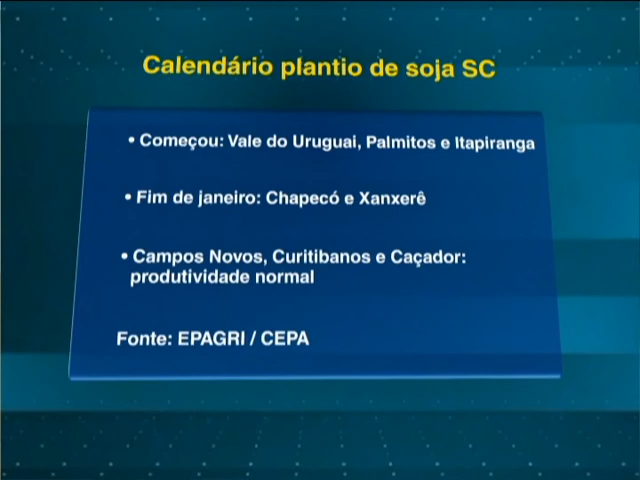 Calendário plantio de soja SC
• Começou: Vale do Uruguai, Palmitos e Itapiranga
• Fim de janeiro: Chapecó e Xanxerê
• Campos Novos, Curitibanos e Caçador:
produtividade normal
Fonte: EPAGRI / CEPA